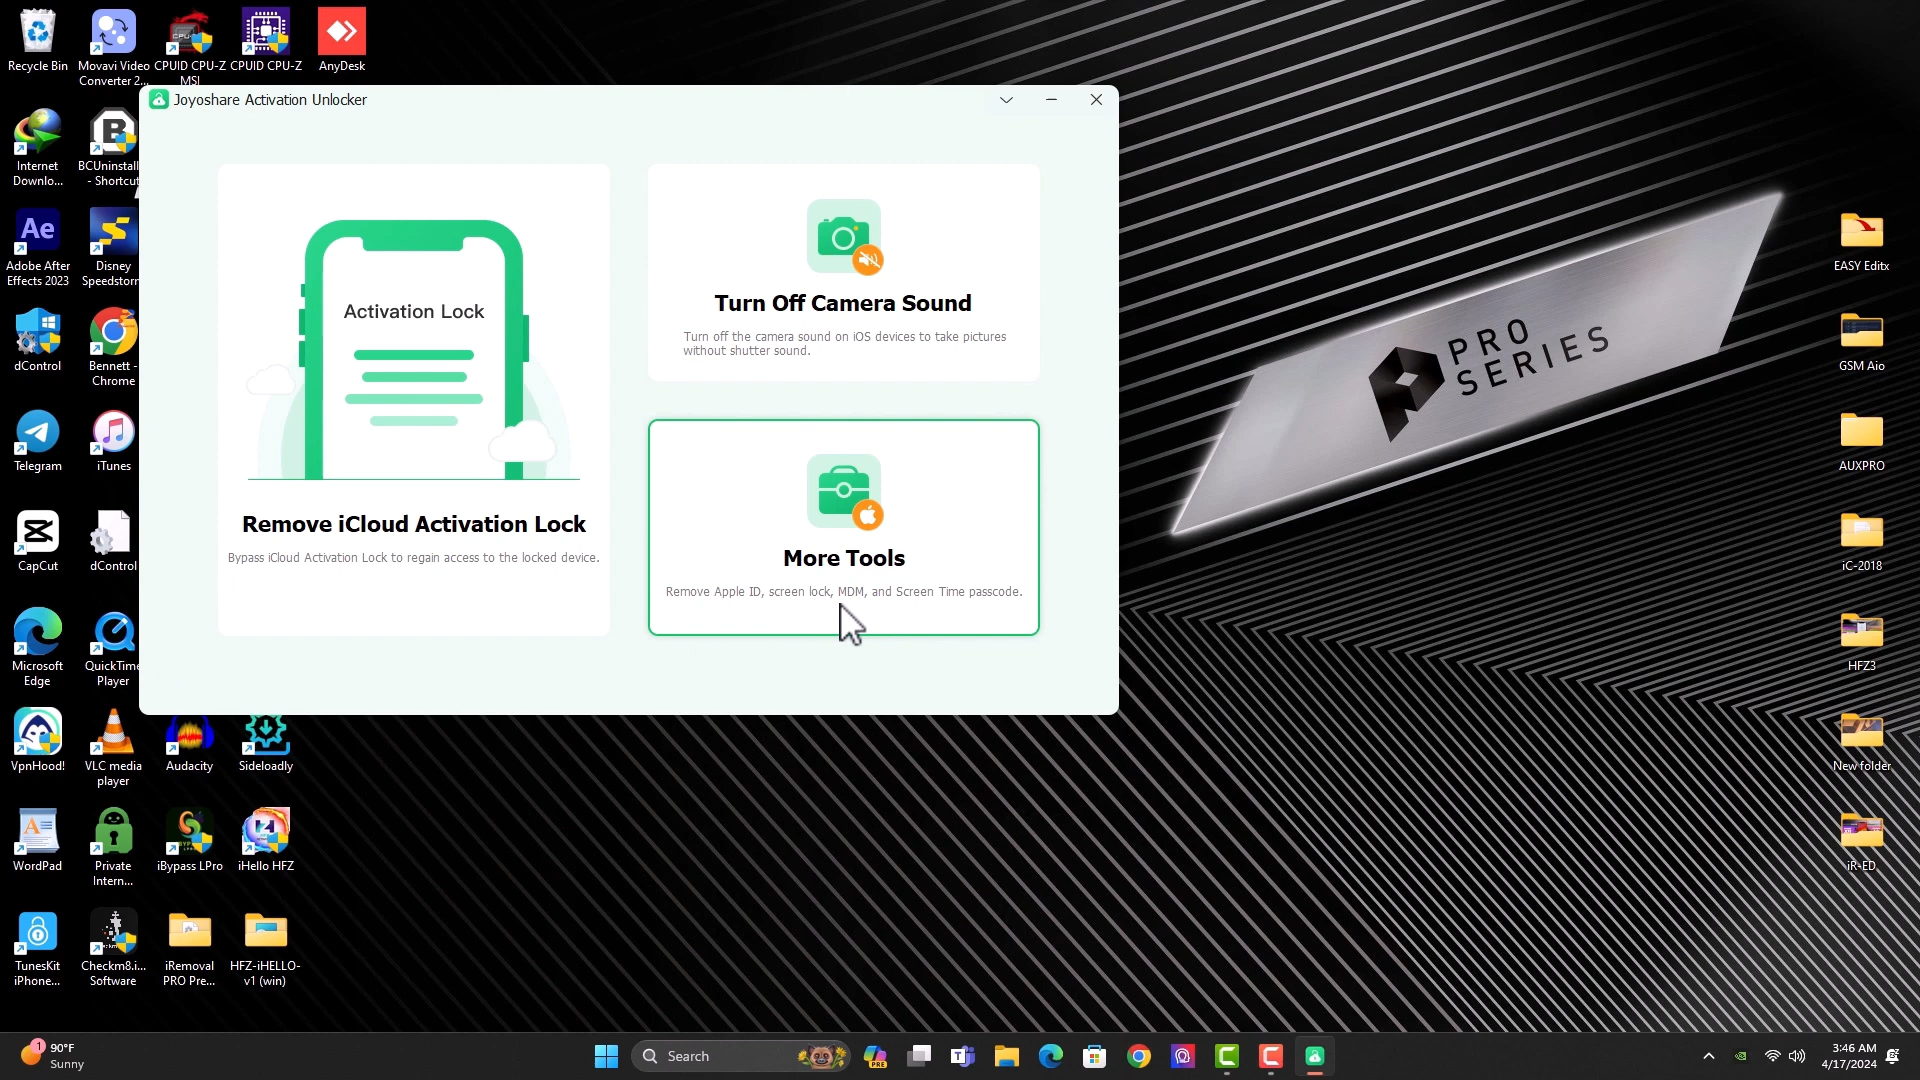 Recycle Bin
Movavi Video
Converter 2...
CPUID CPU-Z
MSI
CPUID CPU-Z
AnyDesk
Joyoshare Activation Unlocker
Internet
Downlo...
BCUninstall
- Shortcut
Ae
Adobe After
Effects 2023
Disney
Speedstorm
dControl
Bennett -
Chrome
Telegram
iTunes
CapCut
dControl
Microsoft
Edge
QuickTime
Player
VpnHood!
VLC media
player
Audacity
Sideloadly
WordPad
Private
Intern...
iBypass LPro
iHello HFZ
TunesKit
iPhone...
Checkm8.i...
Software
iRemoval
PRO Pre...
HFZ-iHELLO-
v1 (win)
Activation Lock
Remove iCloud Activation Lock
Bypass iCloud Activation Lock to regain access to the locked device.
Turn Off Camera Sound
Turn off the camera sound on iOS devices to take pictures
without shutter sound.
More Tools
Remove Apple ID, screen lock, MDM, and Screen Time passcode.
PRO
SERIES
EASY Editx
GSM Aio
AUXPRO
iC-2018
HFZ3
New folder
iR-ED
1
90°F
Sunny
Search
PRE
3:46 AM
4/17/2024